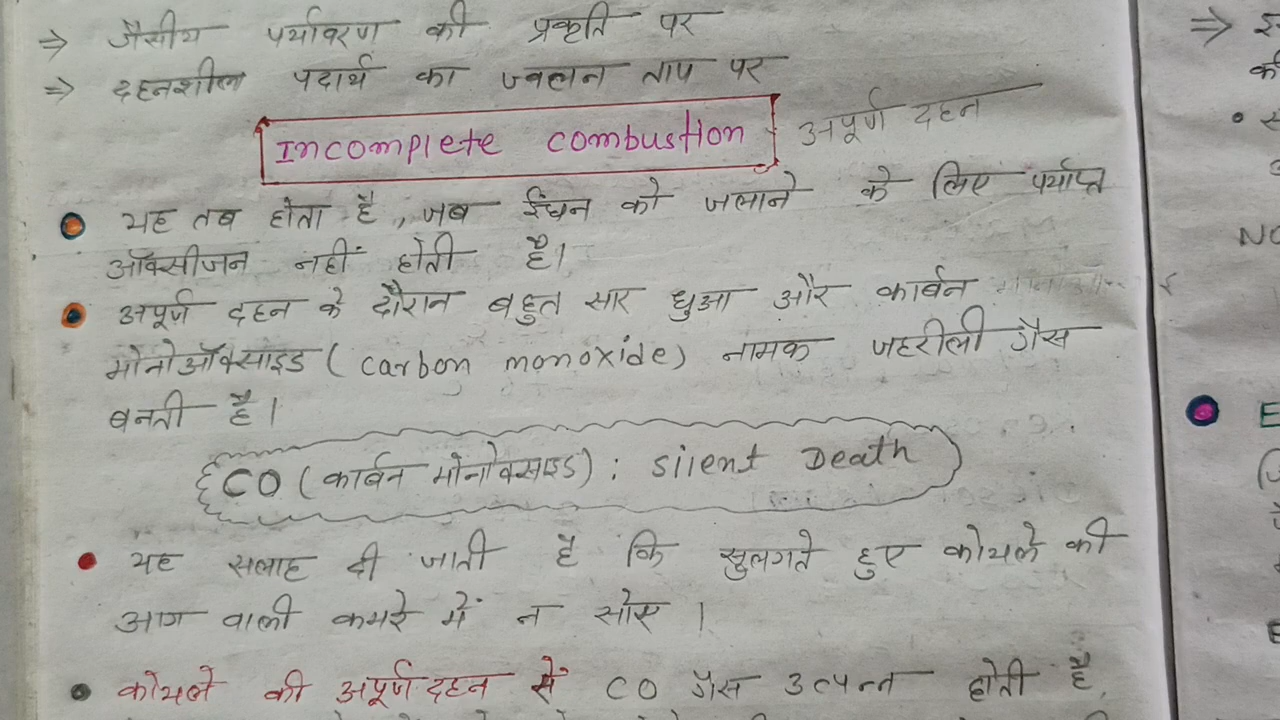 ⇒ जैसीय पर्यावरण की प्रकृति पर
⇒ दहनशील पदार्थ का ज्वलन ताप पर
Incomplete combustion - अपूर्ण दहन
यह तब होता है, जब ईंधन को जलाने के लिए पर्याप्त
ऑक्सीजन नहीं होती है।
अपूर्ण दहन के दौरान बहुत सार धुआ और कार्बन
मोनोऑक्साइड (carbon monoxide) नामक जहरीली गैस
बनती है।
CO (कार्बन मोनोक्साइड) : Silent Death
यह सलाह दी जाती है कि सुलगते हुए कोयले की
आग वाली कमरे में न सोए ।
कोयले की अपूर्ण दहन से CO गैस उत्पन्न होती है,
⇒
की
NO
E
E